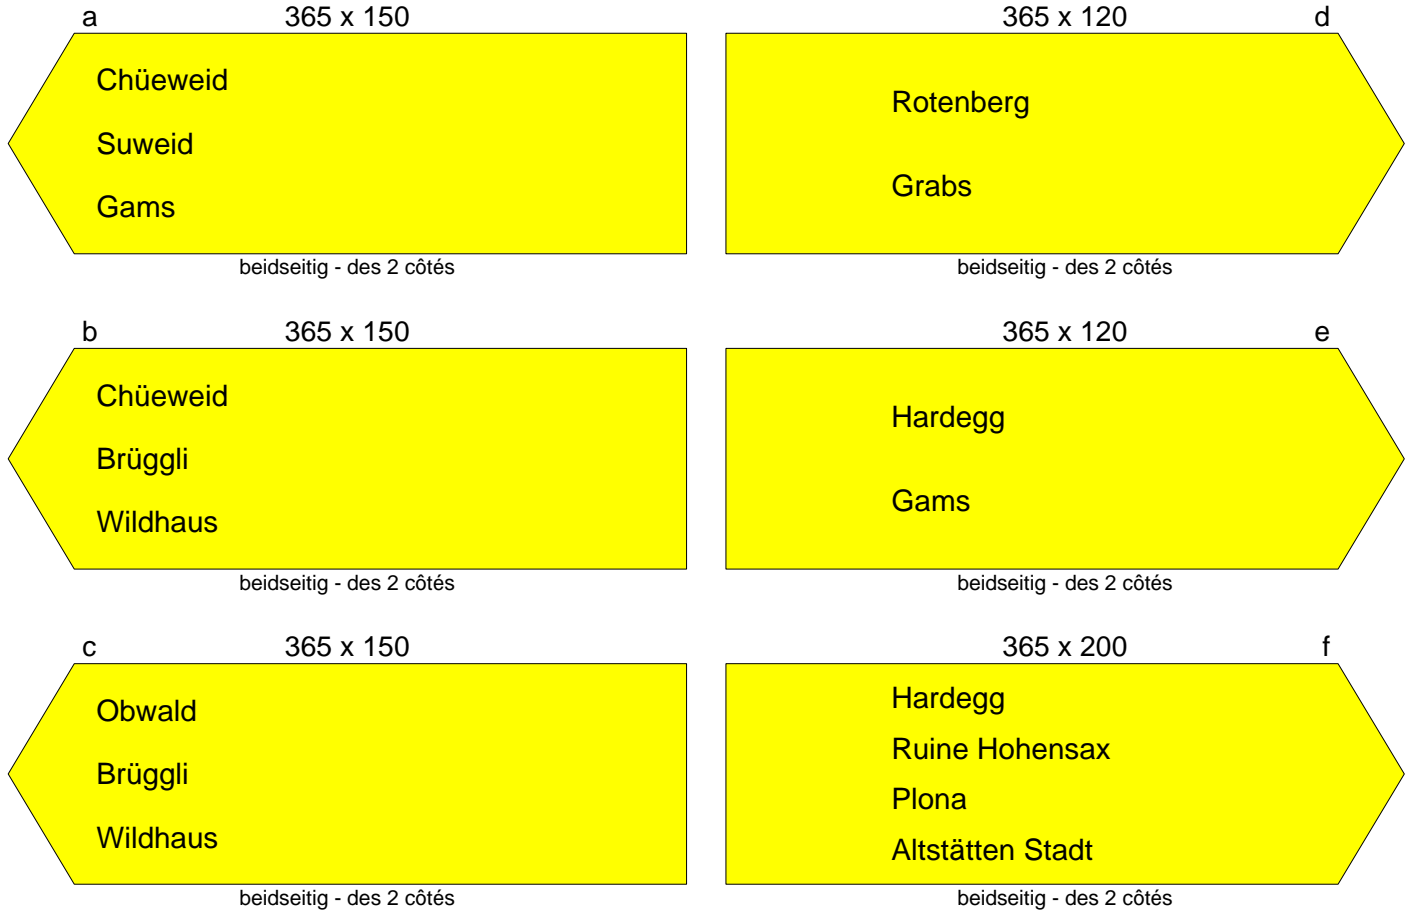 a 365 x 150
Chüeweid
Suweid
Gams
beidseitig - des 2 côtés
365 x 120 d
Rotenberg
Grabs
beidseitig - des 2 côtés
b 365 x 150
Chüeweid
Brüggli
Wildhaus
beidseitig - des 2 côtés
365 x 120 e
Hardegg
Gams
beidseitig - des 2 côtés
c 365 x 150
Obwald
Brüggli
Wildhaus
beidseitig - des 2 côtés
365 x 200 f
Hardegg
Ruine Hohensax
Plona
Altstätten Stadt
beidseitig - des 2 côtés